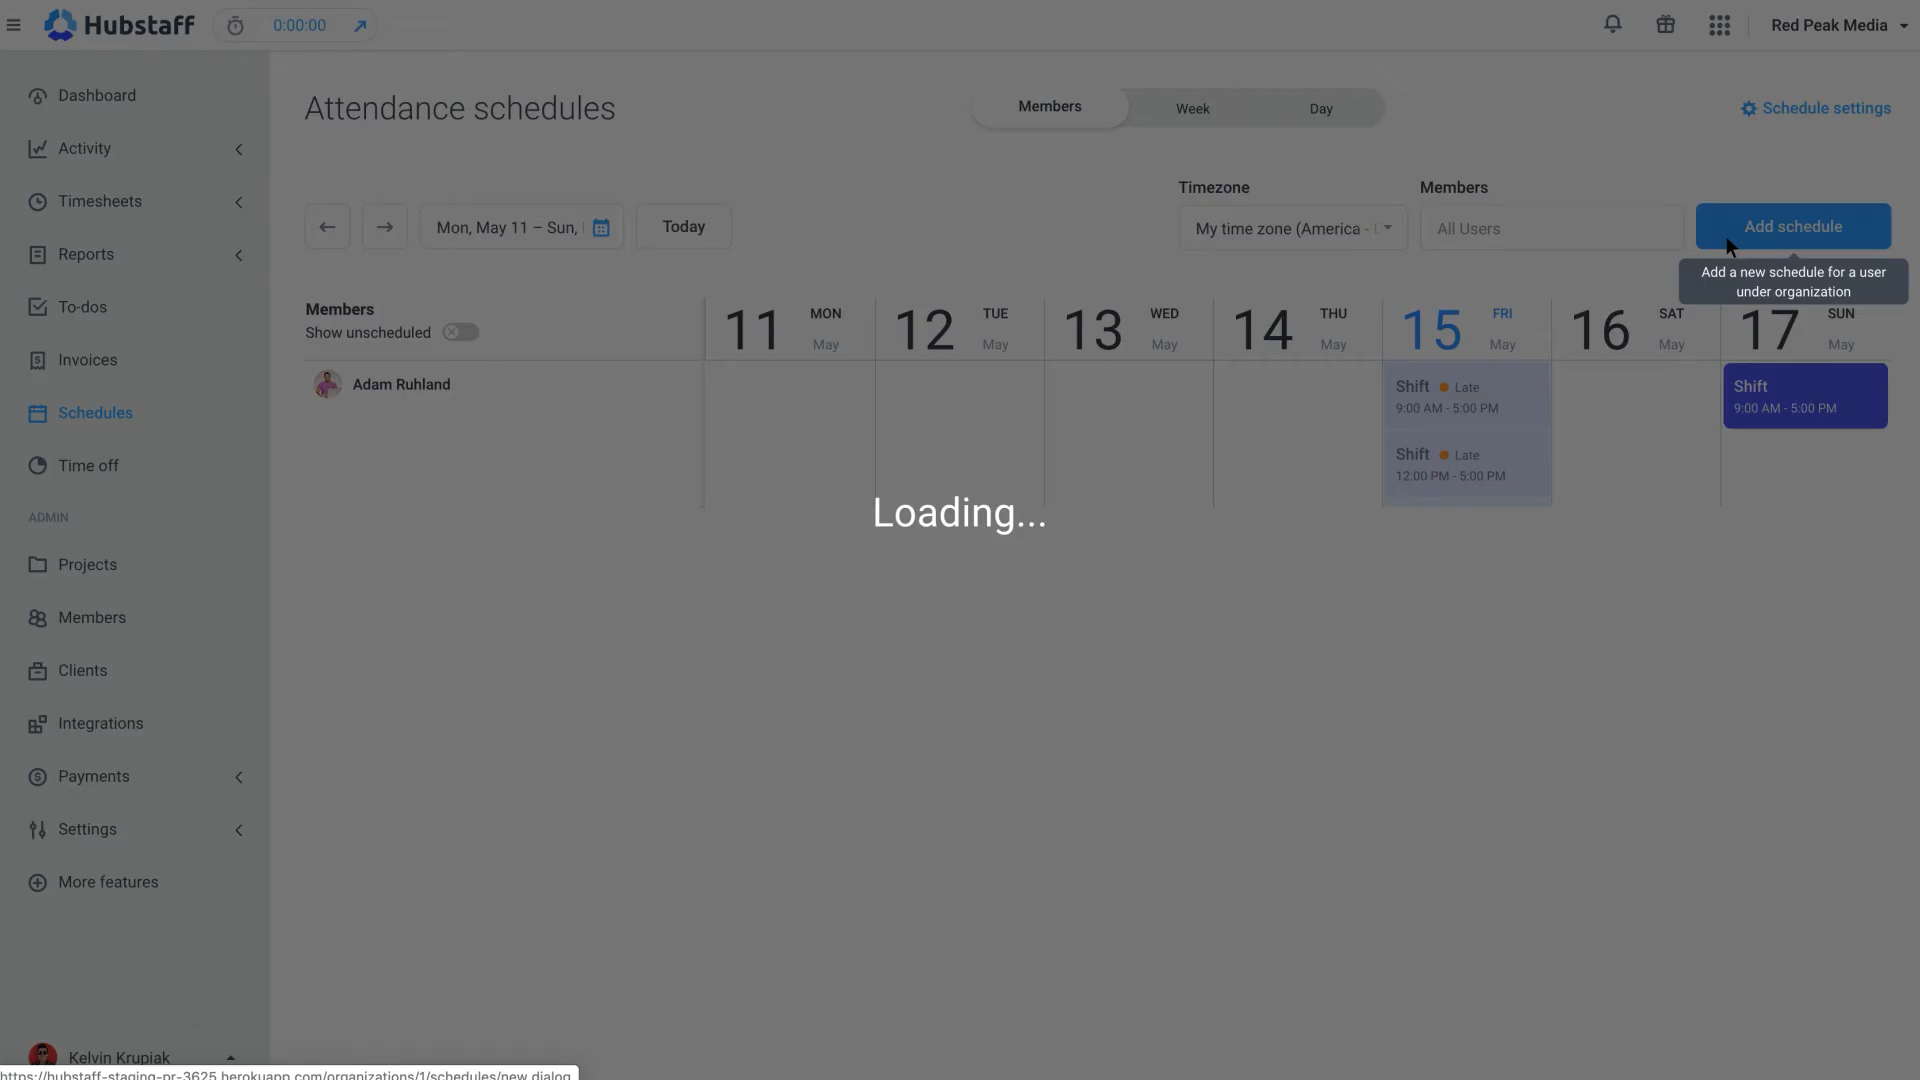 Hubstaff
0:00:00
Red Peak Media
Dashboard
Activity
Timesheets
Reports
To-dos
Invoices
Schedules
Time off
ADMIN
Projects
Members
Clients
Integrations
Payments
Settings
More features
Kelvin Krupiak
https://hubstaff-staging-pr-3625.herokuapp.com/organizations/1/schedules/new_dialog
Attendance schedules
Members
Week
Day
Schedule settings
Timezone
Members
Mon, May 11 – Sun,
Today
My time zone (America -
All Users
Add schedule
Add a new schedule for a user
under organization
Members
Show unscheduled
11 MON May
12 TUE May
13 WED May
14 THU May
15 FRI May
16 SAT May
17 SUN May
Adam Ruhland
Shift Late
9:00 AM - 5:00 PM
Shift Late
12:00 PM - 5:00 PM
Shift
9:00 AM - 5:00 PM
Loading...